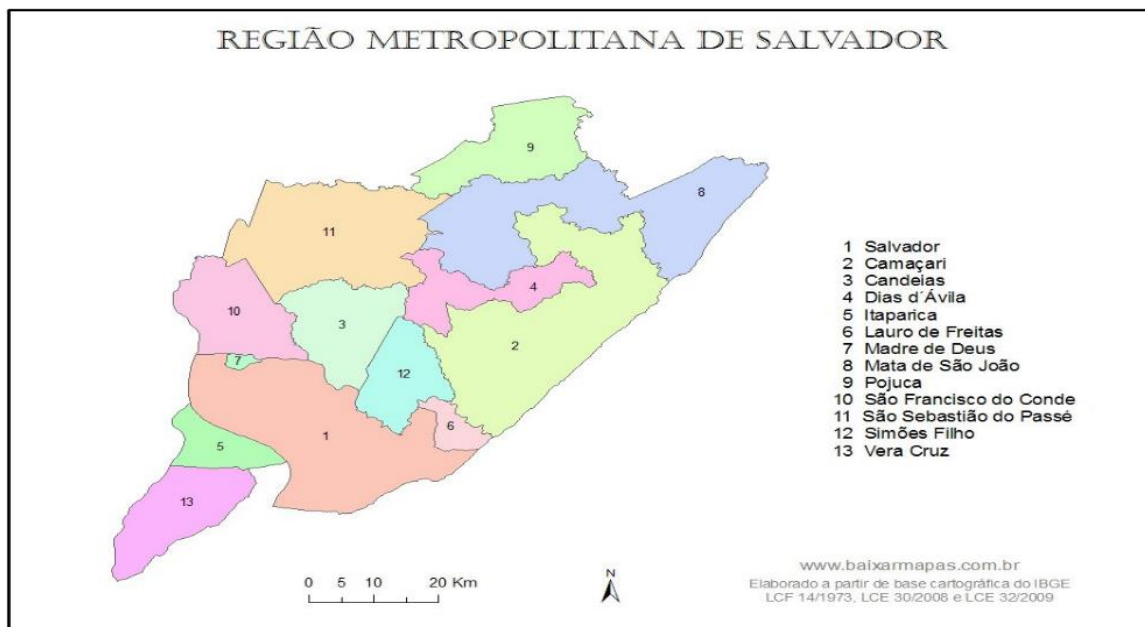 REGIÃO METROPOLITANA DE SALVADOR
9
8
11
4
10
3
2
7
12
6
1
5
13
1 Salvador
2 Camaçari
3 Candeias
4 Dias d´Ávila
5 Itaparica
6 Lauro de Freitas
7 Madre de Deus
8 Mata de São João
9 Pojuca
10 São Francisco do Conde
11 São Sebastião do Passé
12 Simões Filho
13 Vera Cruz
0 5 10 20 Km
N
www.baixarmapas.com.br
Elaborado a partir de base cartográfica do IBGE
LCF 14/1973, LCE 30/2008 e LCE 32/2009